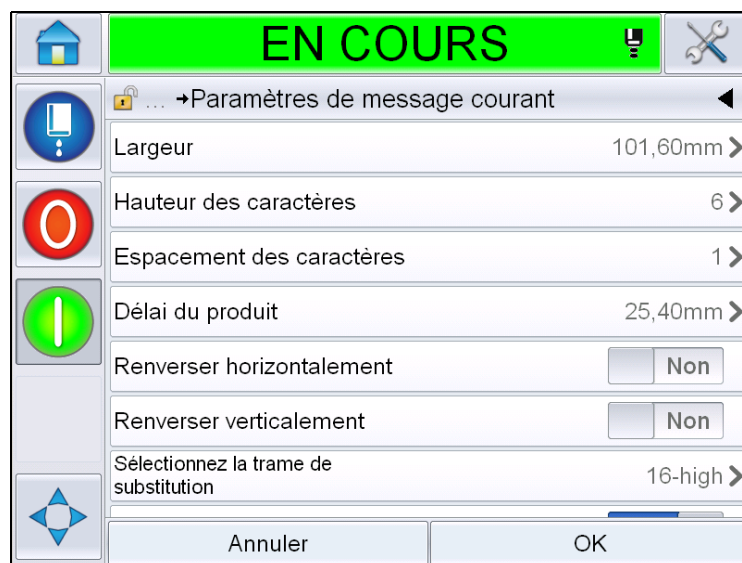 EN COURS
... →Paramètres de message courant
Largeur 101,60mm
Hauteur des caractères 6
Espacement des caractères 1
Délai du produit 25,40mm
Renverser horizontalement Non
Renverser verticalement Non
Sélectionnez la trame de
substitution 16-high
Annuler OK